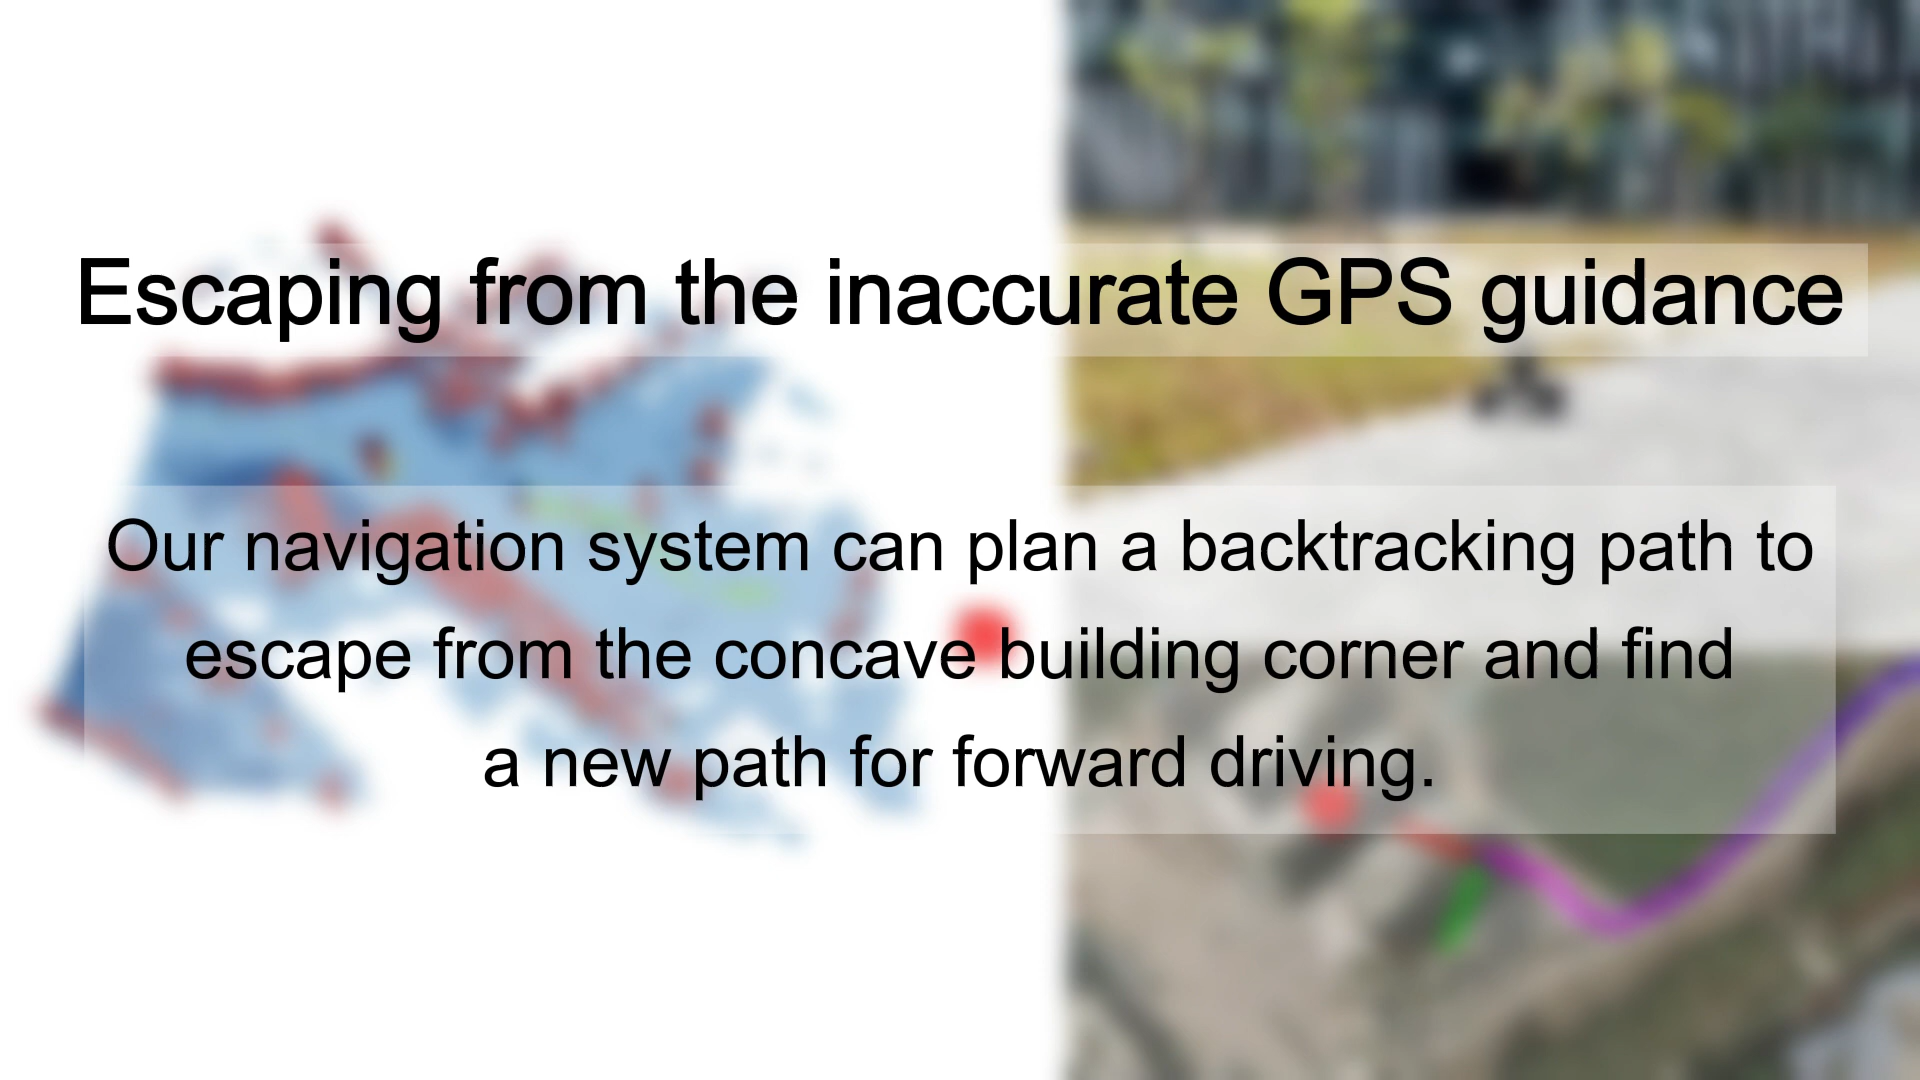 Escaping from the inaccurate GPS guidance
Our navigation system can plan a backtracking path to
escape from the concave building corner and find
a new path for forward driving.